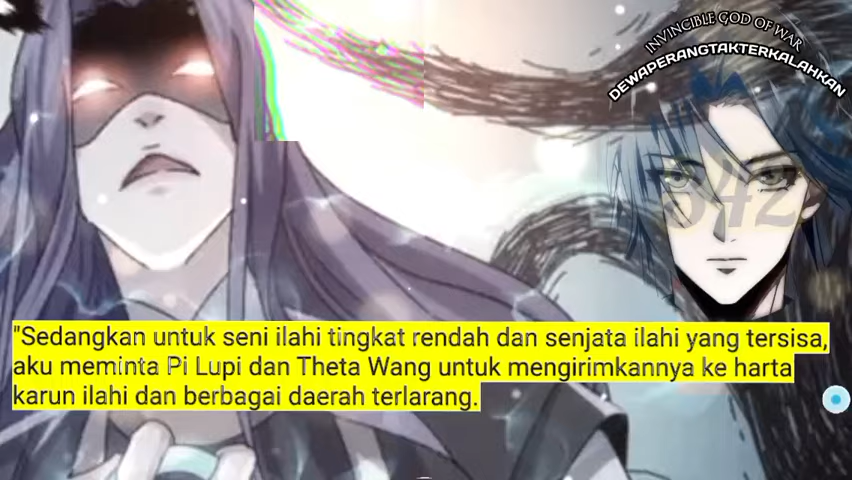 INVINCIBLE GOD OF WAR
DEWAPERANGTAKTERKALAHKAN
342
"Sedangkan untuk seni ilahi tingkat rendah dan senjata ilahi yang tersisa,
aku meminta Pi Lupi dan Theta Wang untuk mengirimkannya ke harta
karun ilahi dan berbagai daerah terlarang.